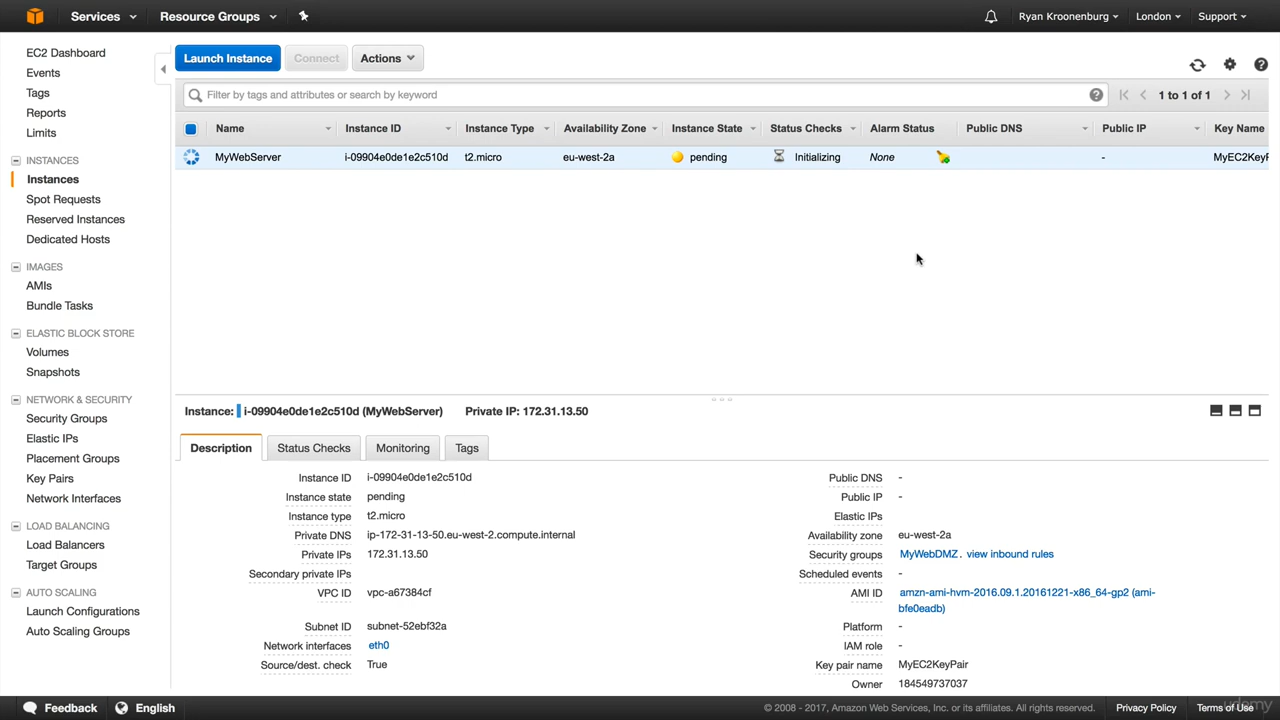 Services Resource Groups Ryan Kroonenburg London Support
EC2 Dashboard
Events
Tags
Reports
Limits
INSTANCES
Instances
Spot Requests
Reserved Instances
Dedicated Hosts
IMAGES
AMIs
Bundle Tasks
ELASTIC BLOCK STORE
Volumes
Snapshots
NETWORK & SECURITY
Security Groups
Elastic IPs
Placement Groups
Key Pairs
Network Interfaces
LOAD BALANCING
Load Balancers
Target Groups
AUTO SCALING
Launch Configurations
Auto Scaling Groups
Launch Instance Connect Actions
Filter by tags and attributes or search by keyword 1 to 1 of 1
Name Instance ID Instance Type Availability Zone Instance State Status Checks Alarm Status Public DNS Public IP Key Name
MyWebServer i-09904e0de1e2c510d t2.micro eu-west-2a pending Initializing None - MyEC2KeyP
Instance: i-09904e0de1e2c510d (MyWebServer) Private IP: 172.31.13.50
Description Status Checks Monitoring Tags
Instance ID i-09904e0de1e2c510d
Instance state pending
Instance type t2.micro
Private DNS ip-172-31-13-50.eu-west-2.compute.internal
Private IPs 172.31.13.50
Secondary private IPs
VPC ID vpc-a67384cf
Subnet ID subnet-52ebf32a
Network interfaces eth0
Source/dest. check True
Public DNS -
Public IP -
Elastic IPs
Availability zone eu-west-2a
Security groups MyWebDMZ. view inbound rules
Scheduled events -
AMI ID amzn-ami-hvm-2016.09.1.20161221-x86_64-gp2 (ami-
bfe0eadb)
Platform -
IAM role -
Key pair name MyEC2KeyPair
Owner 184549737037
Feedback English © 2008 - 2017, Amazon Web Services, Inc. or its affiliates. All rights reserved. Privacy Policy Terms of Use
udemy